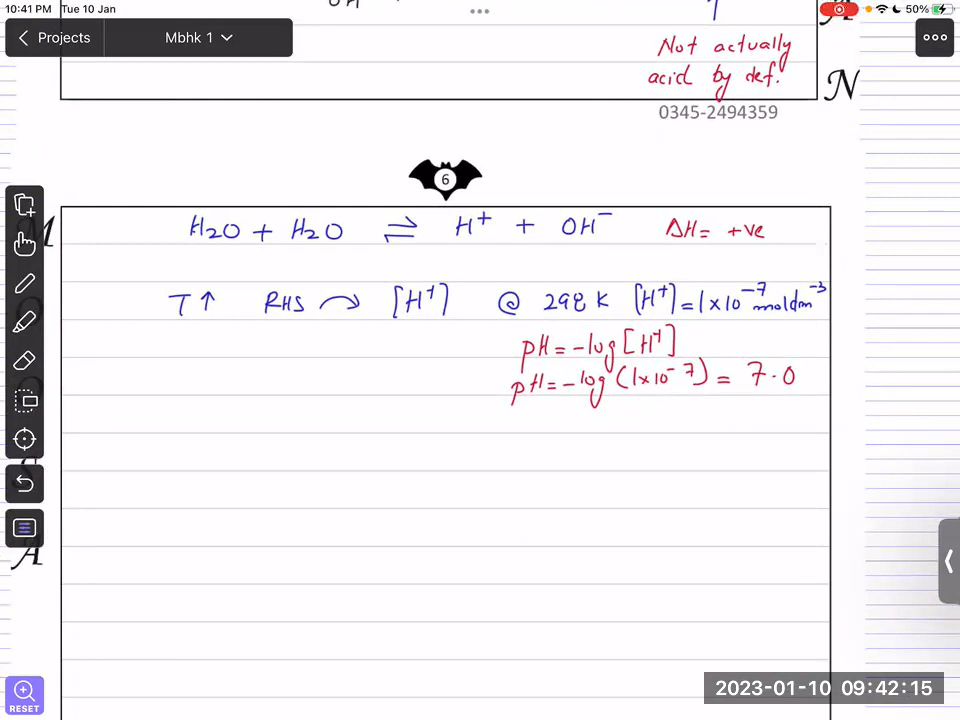 10:41 PM Tue 10 Jan
50%
Projects
Mbhk 1
Not actually
acid by def.
N
0345-2494359
6
M
H2O + H2O ⇌ H⁺ + OH⁻ ΔH = +ve
T ↑ RHS ↷ [H⁺] @ 298 K [H⁺] = 1×10⁻⁷ moldm⁻³
pH = -log [H⁺]
pH = -log (1×10⁻⁷) = 7.0
A
RESET
2023-01-10 09:42:15